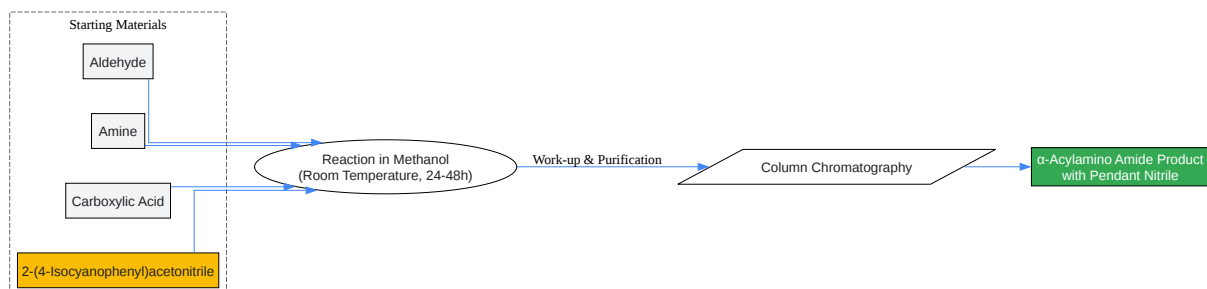 Starting Materials
Aldehyde
Amine
Carboxylic Acid
2-(4-Isocyanophenyl)acetonitrile
Reaction in Methanol
(Room Temperature, 24-48h)
Work-up & Purification
Column Chromatography
α-Acylamino Amide Product
with Pendant Nitrile